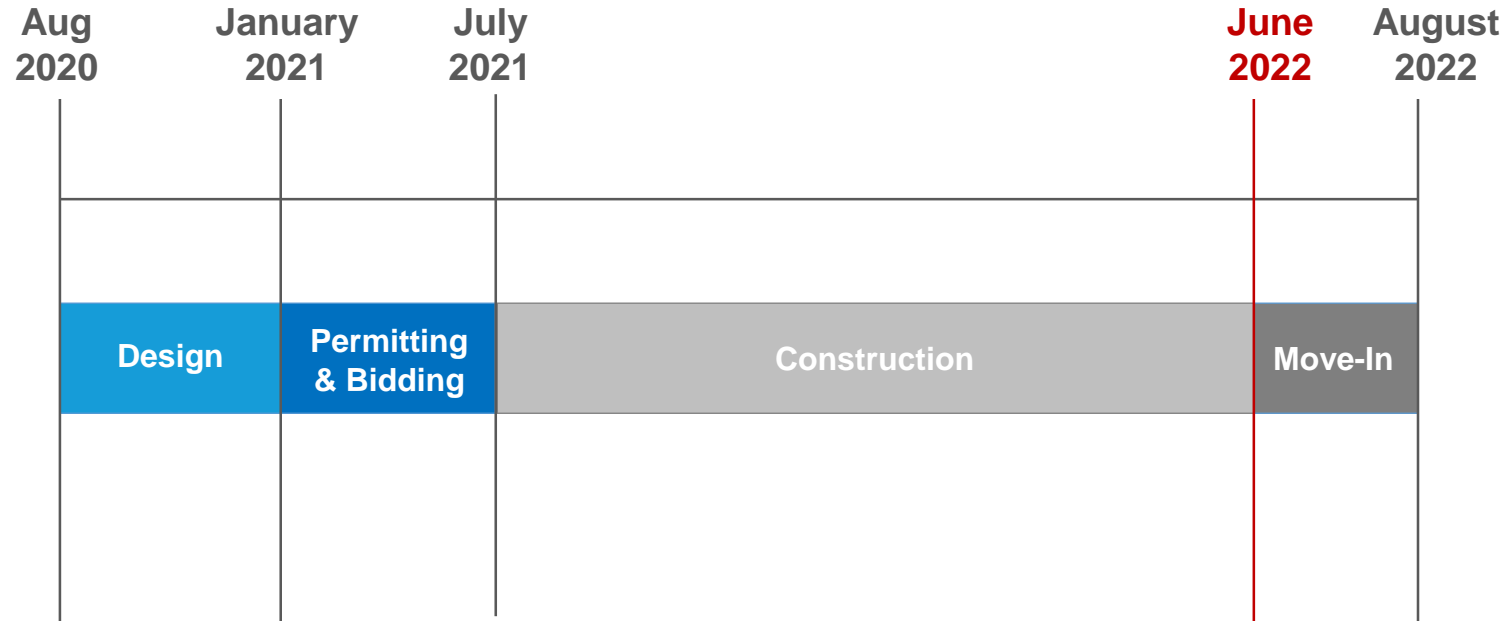 Aug
2020
January
2021
July
2021
June
2022
August
2022
Design
Permitting
& Bidding
Construction
Move-In